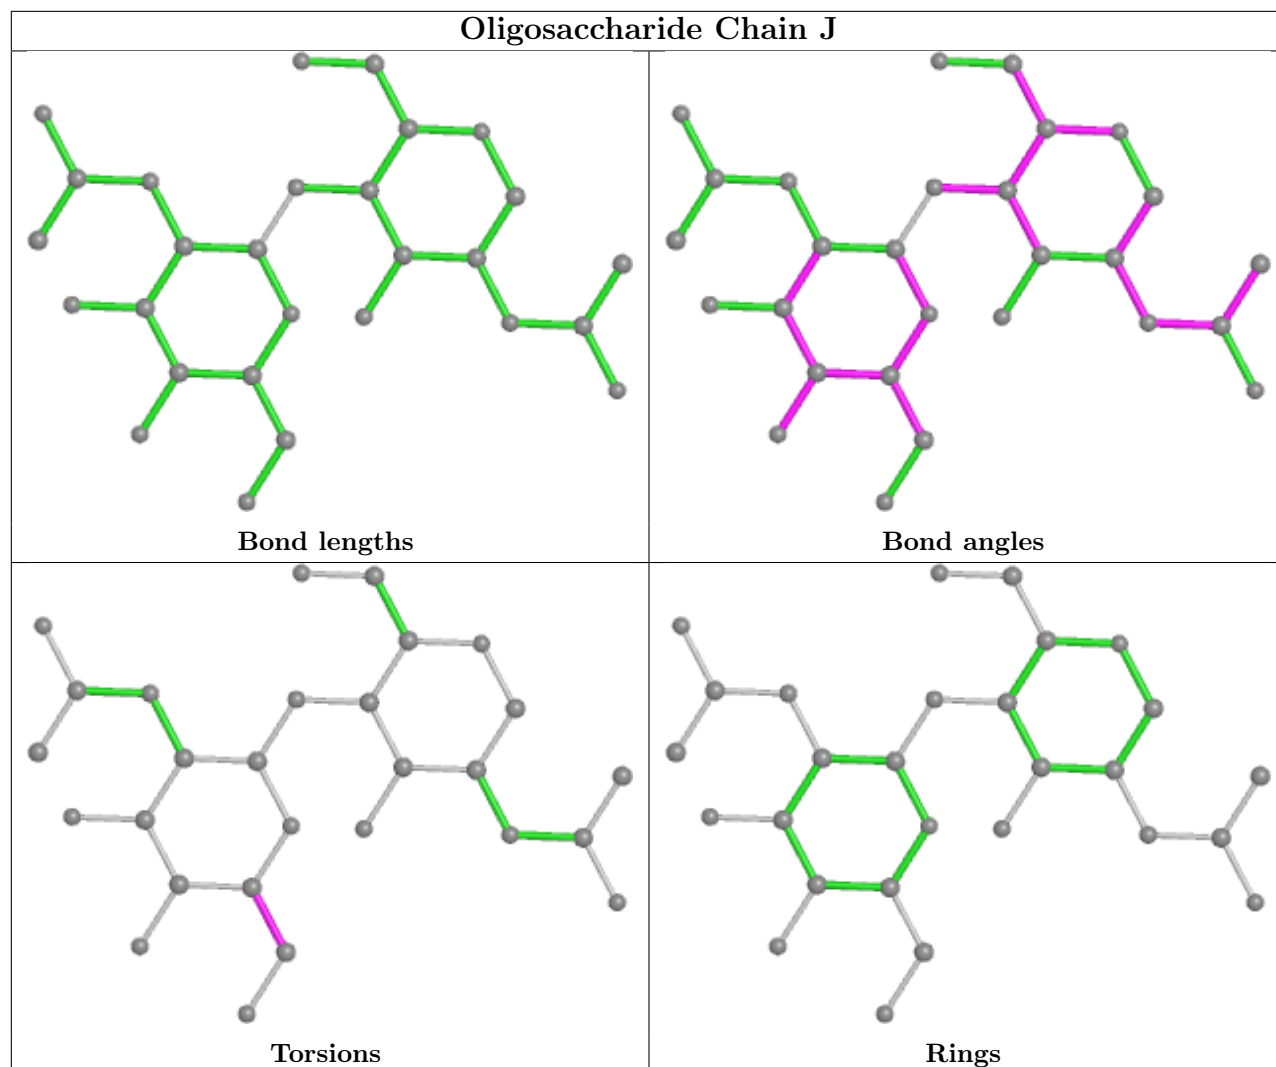 Oligosaccharide Chain J
Bond lengths
Bond angles
Torsions
Rings